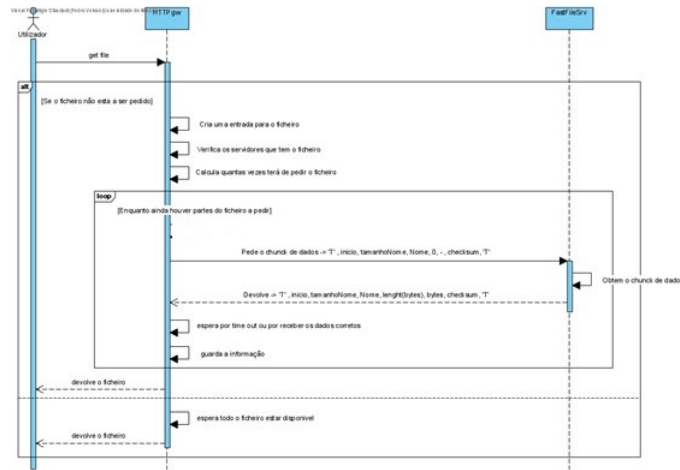 HTTPgw
FastFileSrv
Utilizador
get file
alt
[Se o ficheiro não esta a ser pedido]
Cria uma entrada para o ficheiro
Verifica os servidores que tem o ficheiro
Calcula quantas vezes terá de pedir o ficheiro
loop
[Enquanto ainda houver partes do ficheiro a pedir]
Pede o chunck de dados -> 'T' , inicio, tamanhoNome, Nome, 0, - , checksum, 'T'
Obtem o chunck de dado
Devolve -> 'T' , inicio, tamanhoNome, Nome, lenght(bytes), bytes, checksum, 'T'
espera por time out ou por receber os dados corretos
guarda a informação
devolve o ficheiro
espera todo o ficheiro estar disponivel
devolve o ficheiro